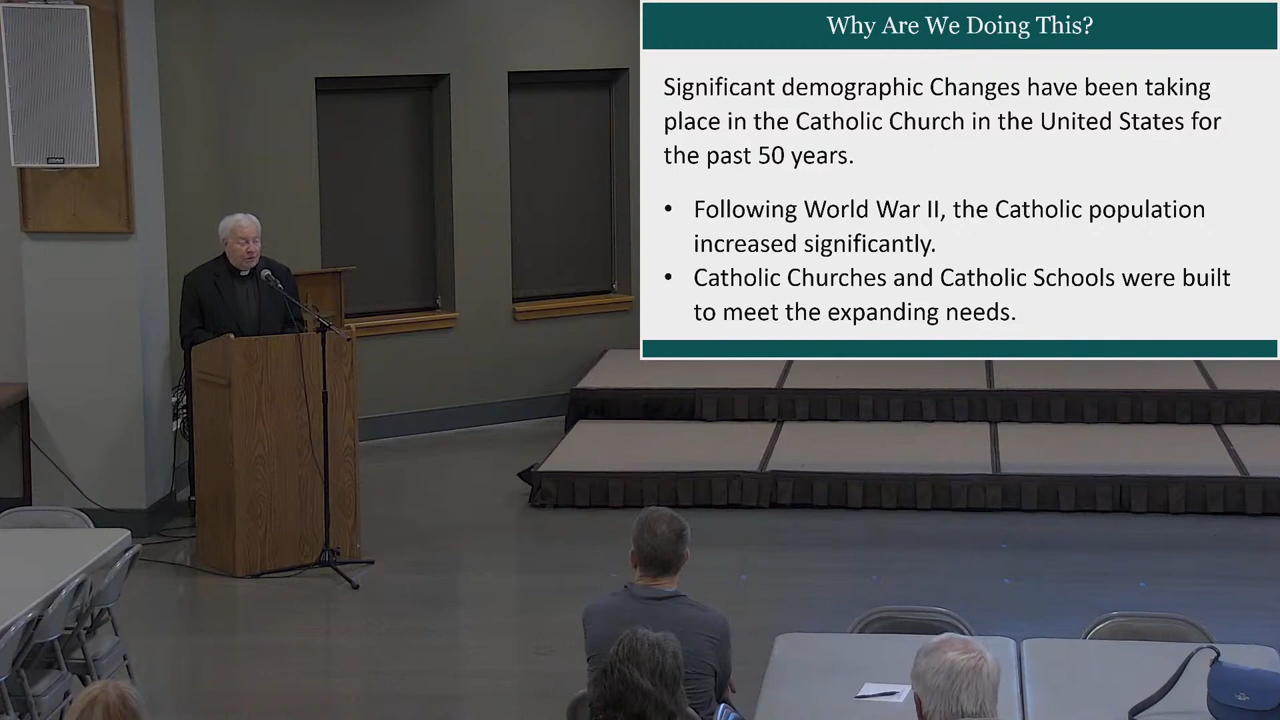 Why Are We Doing This?
Significant demographic Changes have been taking
place in the Catholic Church in the United States for
the past 50 years.
• Following World War II, the Catholic population
increased significantly.
• Catholic Churches and Catholic Schools were built
to meet the expanding needs.